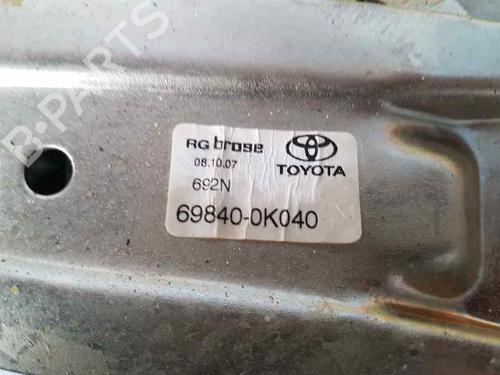 B-PARTS
RG brose
08.10.07
TOYOTA
692N
69840-0K040